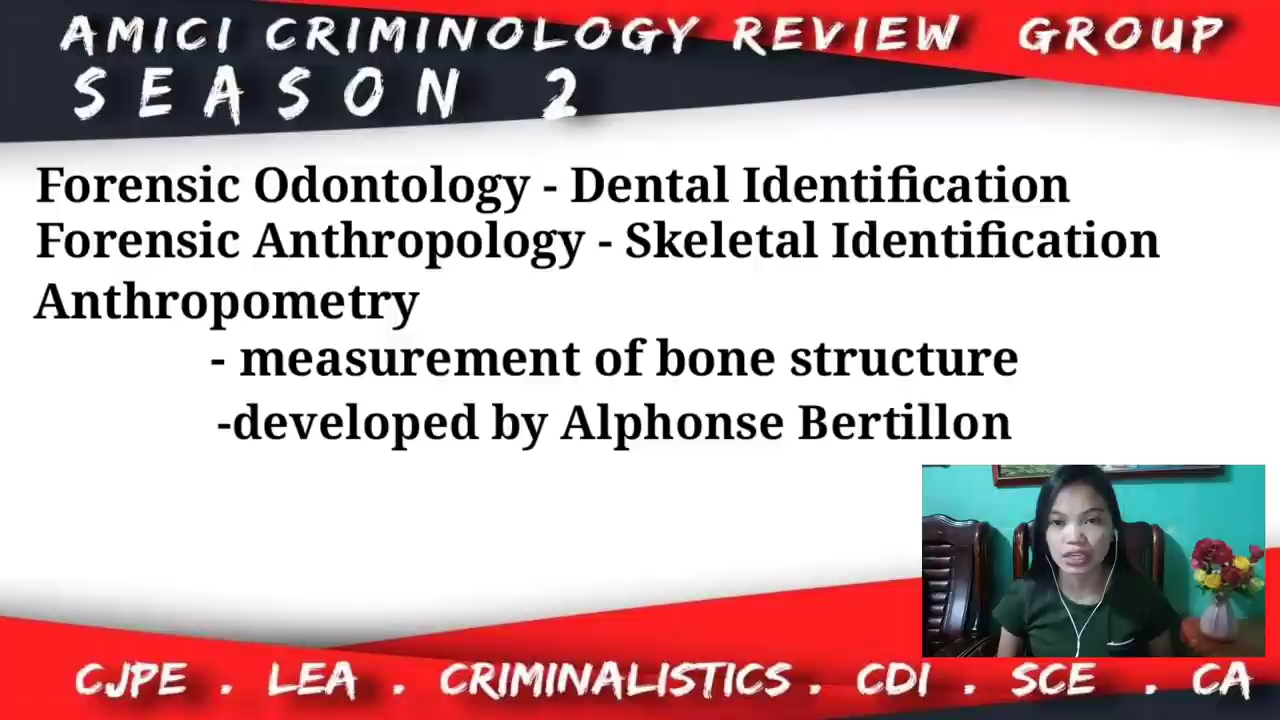 AMICI CRIMINOLOGY REVIEW GROUP
SEASON 2
Forensic Odontology - Dental Identification
Forensic Anthropology - Skeletal Identification
Anthropometry
- measurement of bone structure
-developed by Alphonse Bertillon
CJPE . LEA . CRIMINALISTICS . CDI . SCE . CA